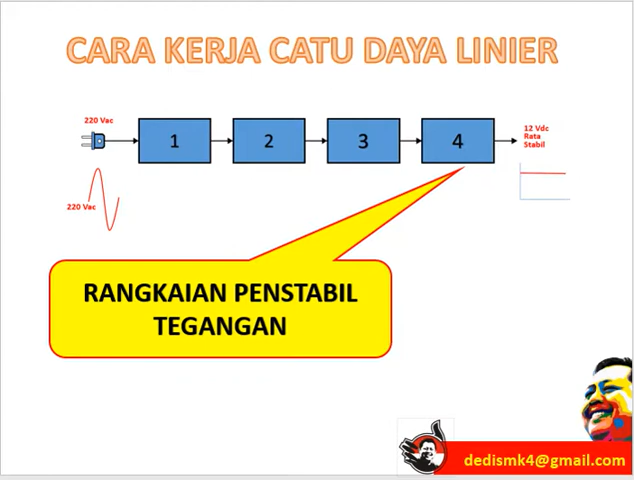 CARA KERJA CATU DAYA LINIER
220 Vac
1
2
3
4
12 Vdc
Rata
Stabil
220 Vac
RANGKAIAN PENSTABIL
TEGANGAN
dedismk4@gmail.com